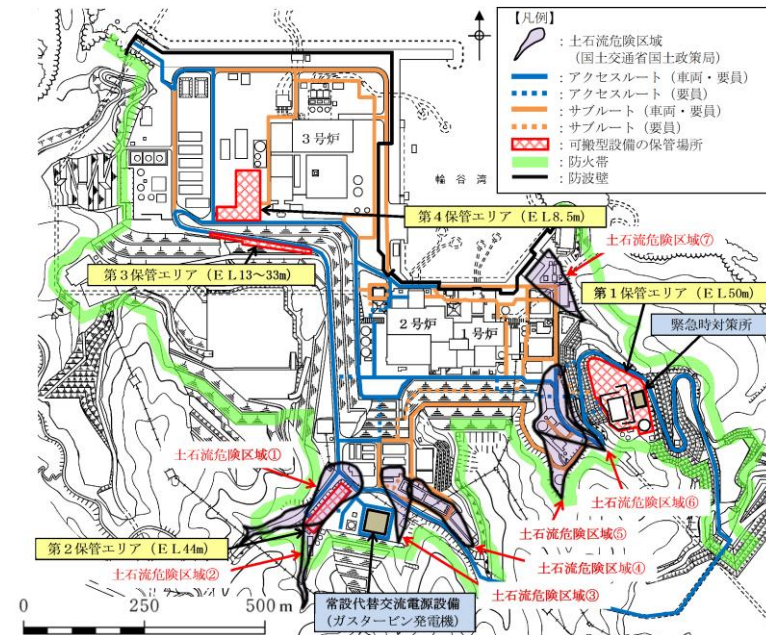 【凡例】
：土石流危険区域
（国土交通省国土政策局）
：アクセスルート（車両・要員）
：アクセスルート（要員）
：サブルート（車両・要員）
：サブルート（要員）
：可搬型設備の保管場所
：防火帯
：防波壁
3号炉
輪谷湾
第4保管エリア（EL8.5m）
土石流危険区域⑦
第3保管エリア（EL13～33m）
第1保管エリア（EL50m）
緊急時対策所
2号炉
1号炉
土石流危険区域①
土石流危険区域⑥
第2保管エリア（EL44m）
土石流危険区域⑤
土石流危険区域④
土石流危険区域②
土石流危険区域③
常設代替交流電源設備
（ガスタービン発電機）
0 250 500 m